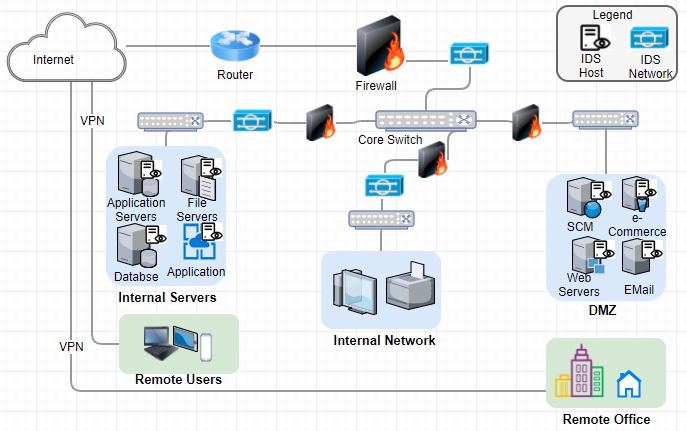 Legend
IDS
Host
IDS
Network
Internet
Router
Firewall
VPN
Core Switch
Application
Servers
File
Servers
Databse
Application
Internal Servers
SCM
e-
Commerce
Web
Servers
EMail
DMZ
Internal Network
VPN
Remote Users
Remote Office